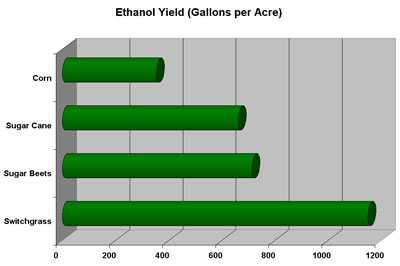 Ethanol Yield (Gallons per Acre)
Corn
Sugar Cane
Sugar Beets
Switchgrass
0 200 400 600 800 1000 1200